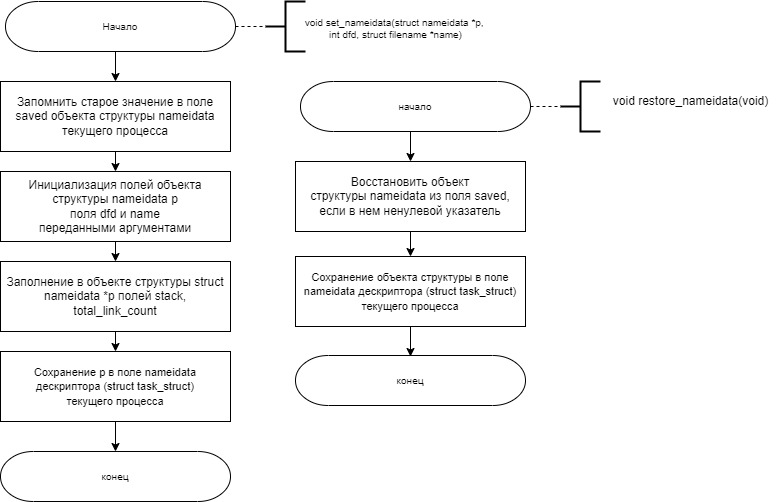 Начало
void set_nameidata(struct nameidata *p,
int dfd, struct filename *name)
Запомнить старое значение в поле
saved объекта структуры nameidata
текущего процесса
Инициализация полей объекта
структуры nameidata p
поля dfd и name
переданными аргументами
Заполнение в объекте структуры struct
nameidata *p полей stack,
total_link_count
Сохранение p в поле nameidata
дескриптора (struct task_struct)
текущего процесса
конец
начало
void restore_nameidata(void)
Восстановить объект
структуры nameidata из поля saved,
если в нем ненулевой указатель
Сохранение объекта структуры в поле
nameidata дескриптора (struct task_struct)
текущего процесса
конец